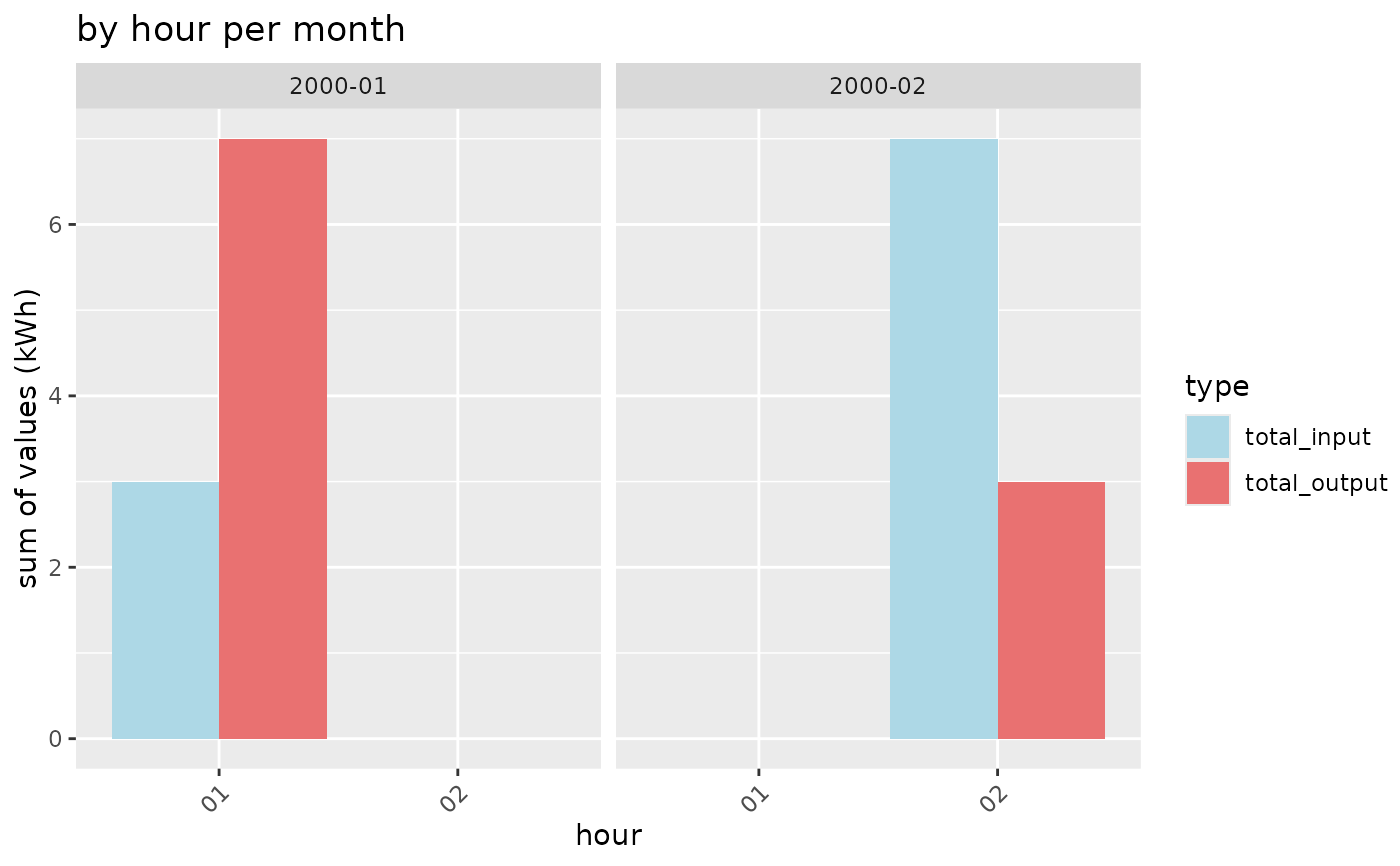 by hour per month
2000-01
2000-02
sum of values (kWh)
6
4
2
0
01
02
01
02
hour
type
total_input
total_output